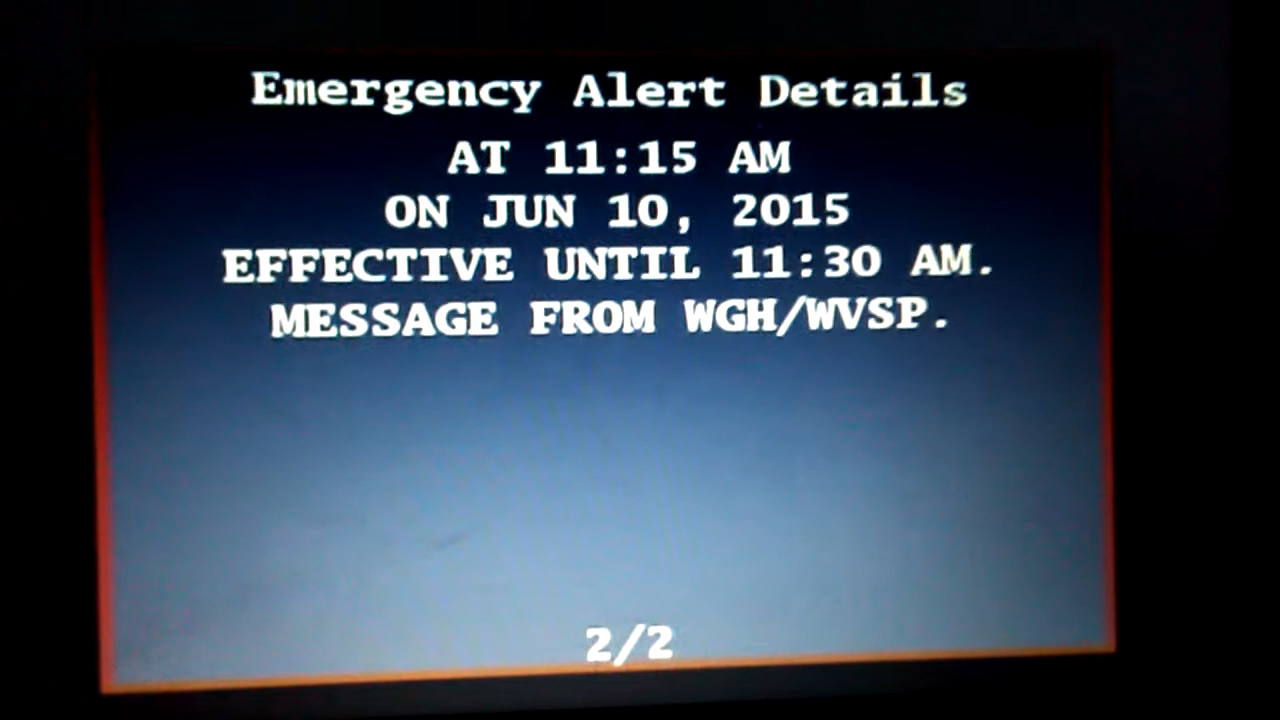 Emergency Alert Details
AT 11:15 AM
ON JUN 10, 2015
EFFECTIVE UNTIL 11:30 AM.
MESSAGE FROM WGH/WVSP.
2/2